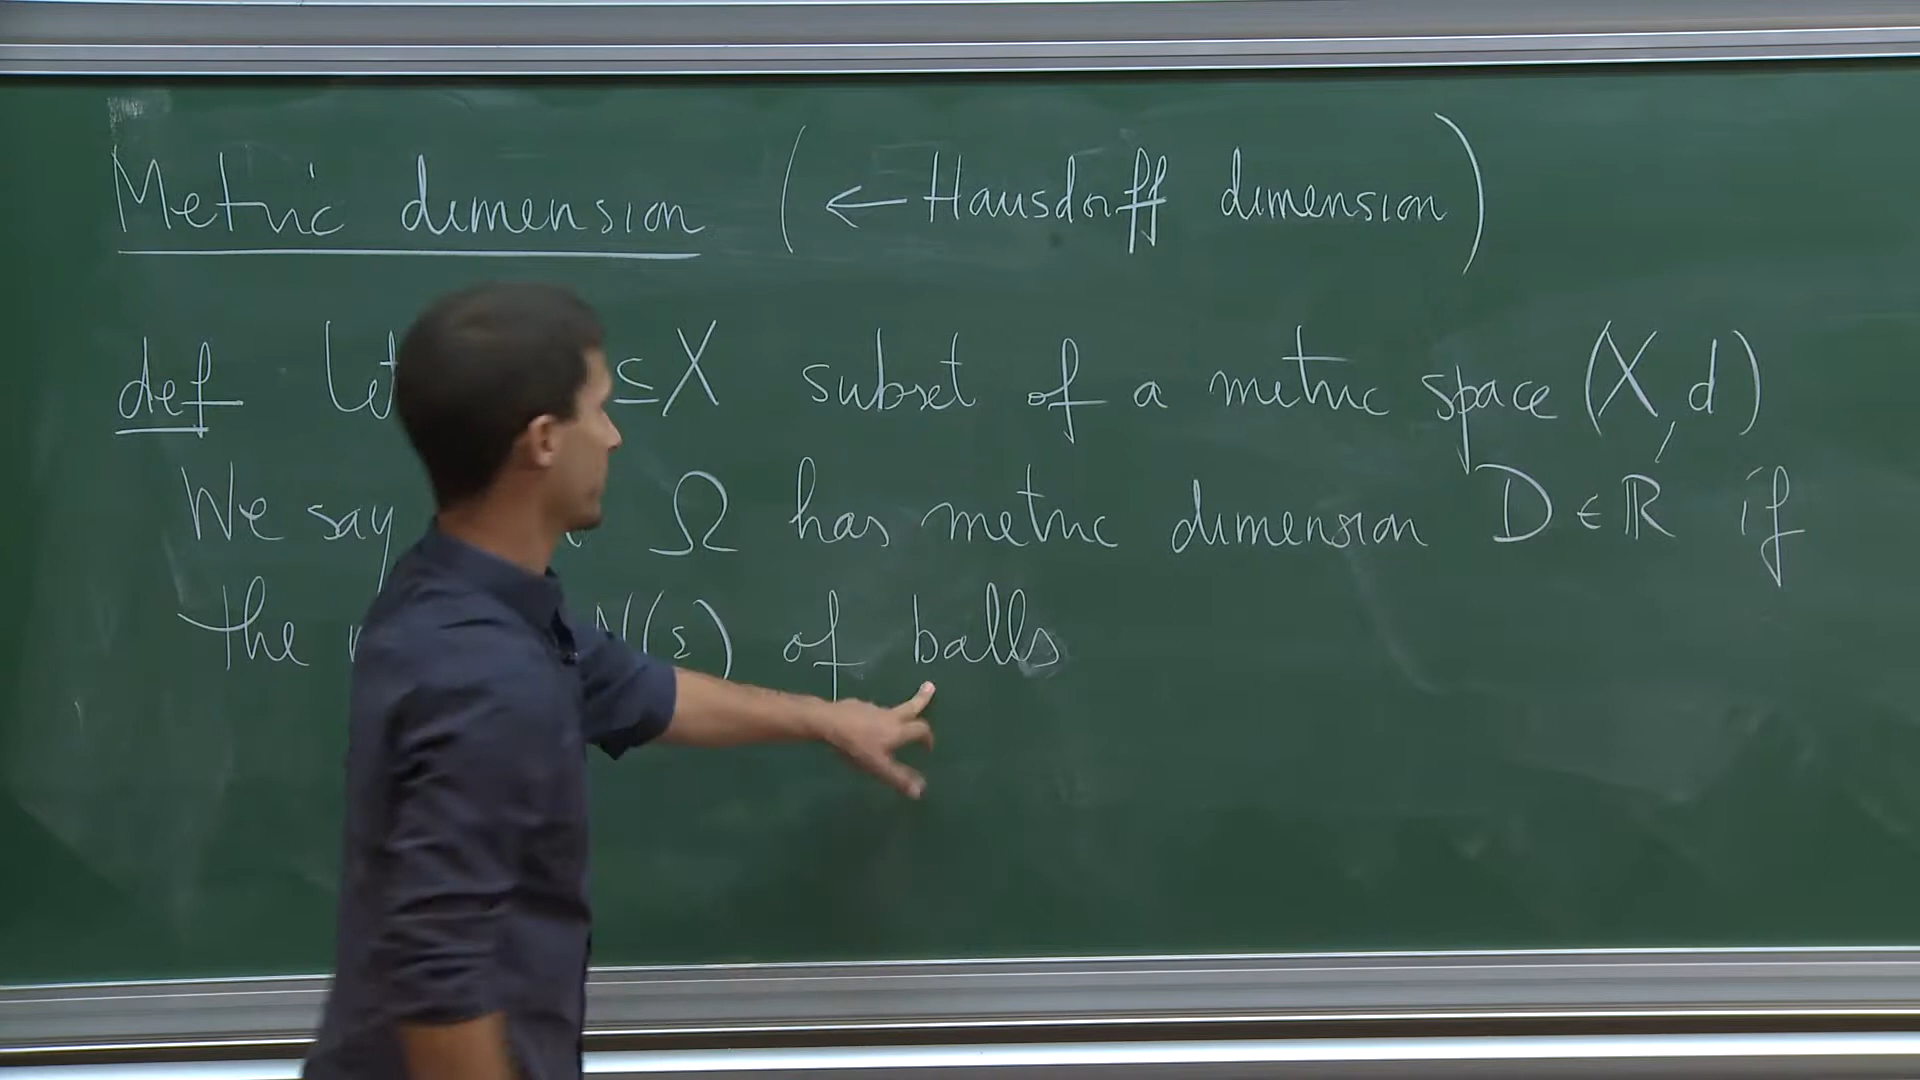 Metric dimension (← Hausdorff dimension)
def Let ⊆ X subset of a metric space (X, d)
We say Ω has metric dimension D ∈ ℝ if
the N(ε) of balls